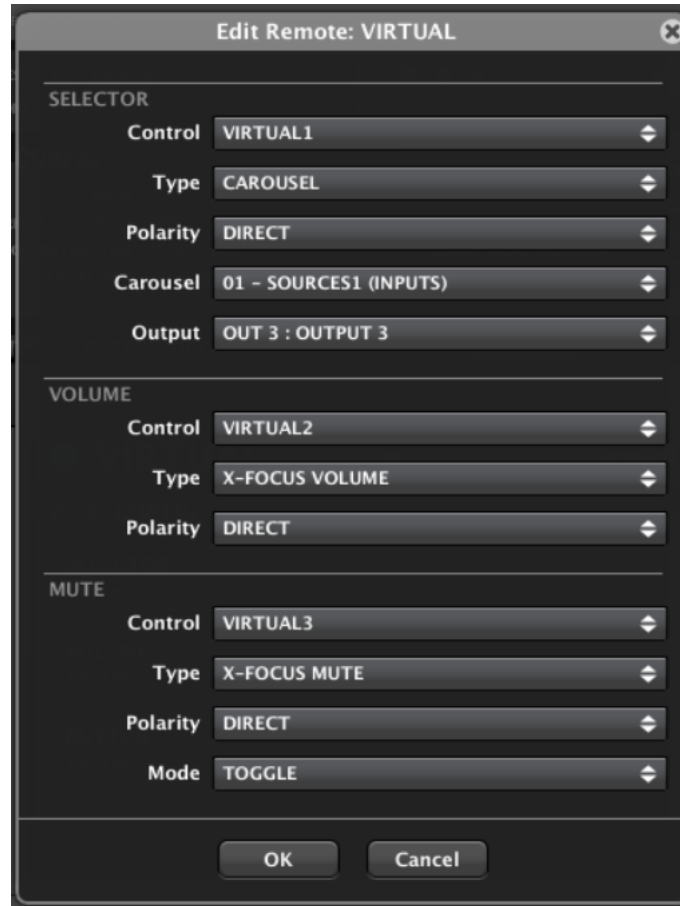 Edit Remote: VIRTUAL
SELECTOR
Control VIRTUAL1
Type CAROUSEL
Polarity DIRECT
Carousel 01 - SOURCES1 (INPUTS)
Output OUT 3 : OUTPUT 3
VOLUME
Control VIRTUAL2
Type X-FOCUS VOLUME
Polarity DIRECT
MUTE
Control VIRTUAL3
Type X-FOCUS MUTE
Polarity DIRECT
Mode TOGGLE
OK Cancel